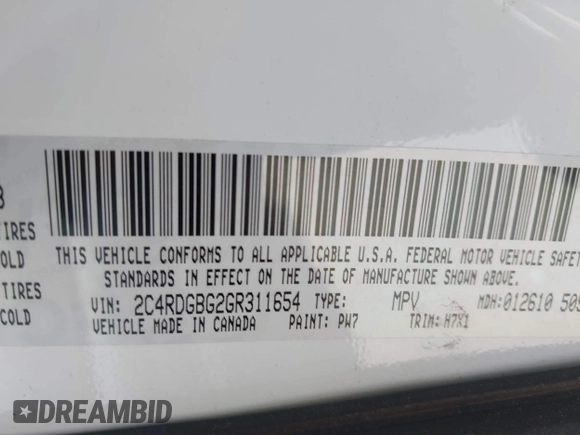 THIS VEHICLE CONFORMS TO ALL APPLICABLE U.S.A. FEDERAL MOTOR VEHICLE SAFET
TIRES
OLD
STANDARDS IN EFFECT ON THE DATE OF MANUFACTURE SHOWN ABOVE.
TIRES
VIN: 2C4RDGBG2GR311654 TYPE: MPV MDH:012610 505
COLD
VEHICLE MADE IN CANADA PAINT: PW7 TRIM: H7X1
DREAMBID